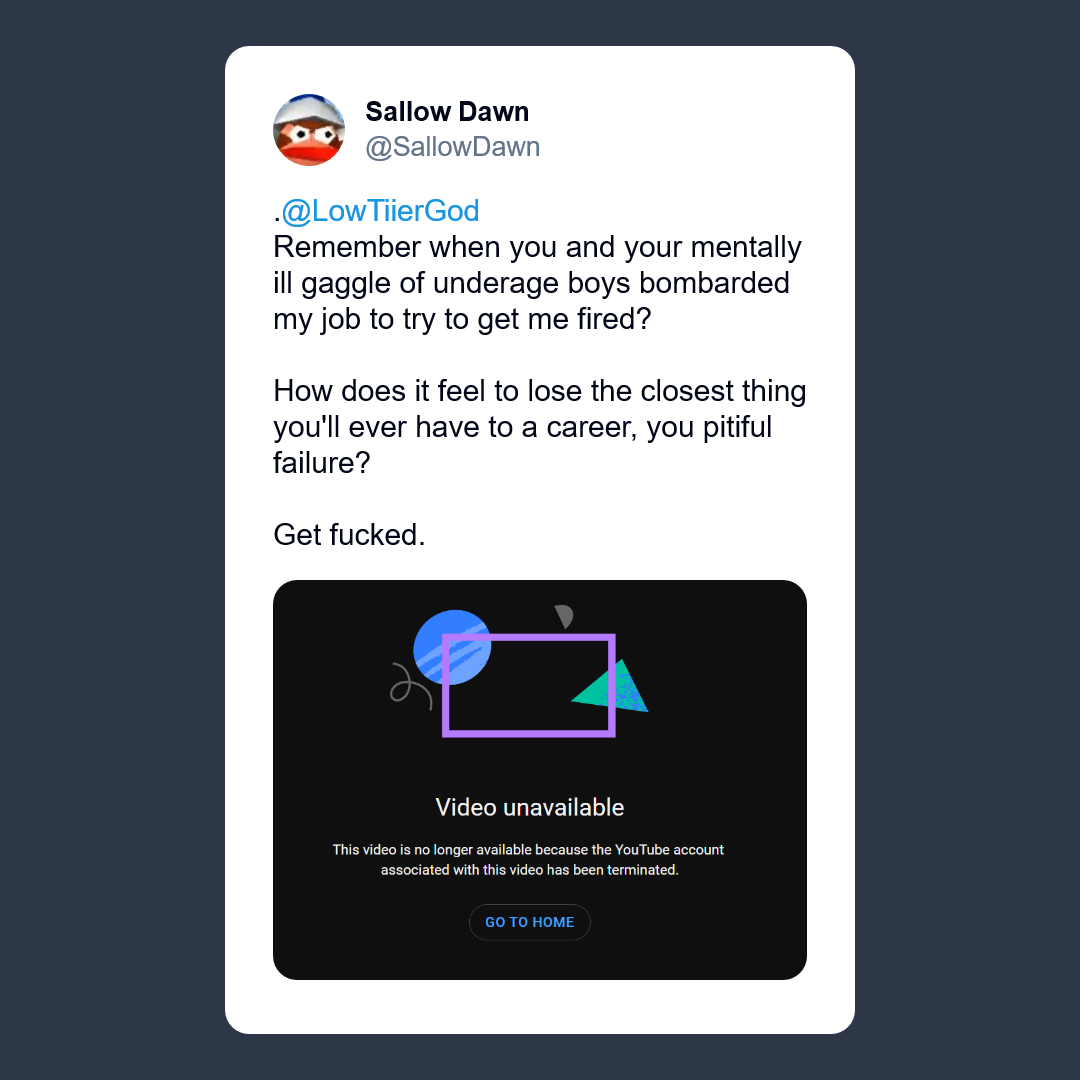 Sallow Dawn
@SallowDawn
.@LowTiierGod
Remember when you and your mentally
ill gaggle of underage boys bombarded
my job to try to get me fired?
How does it feel to lose the closest thing
you'll ever have to a career, you pitiful
failure?
Get fucked.
Video unavailable
This video is no longer available because the YouTube account
associated with this video has been terminated.
GO TO HOME